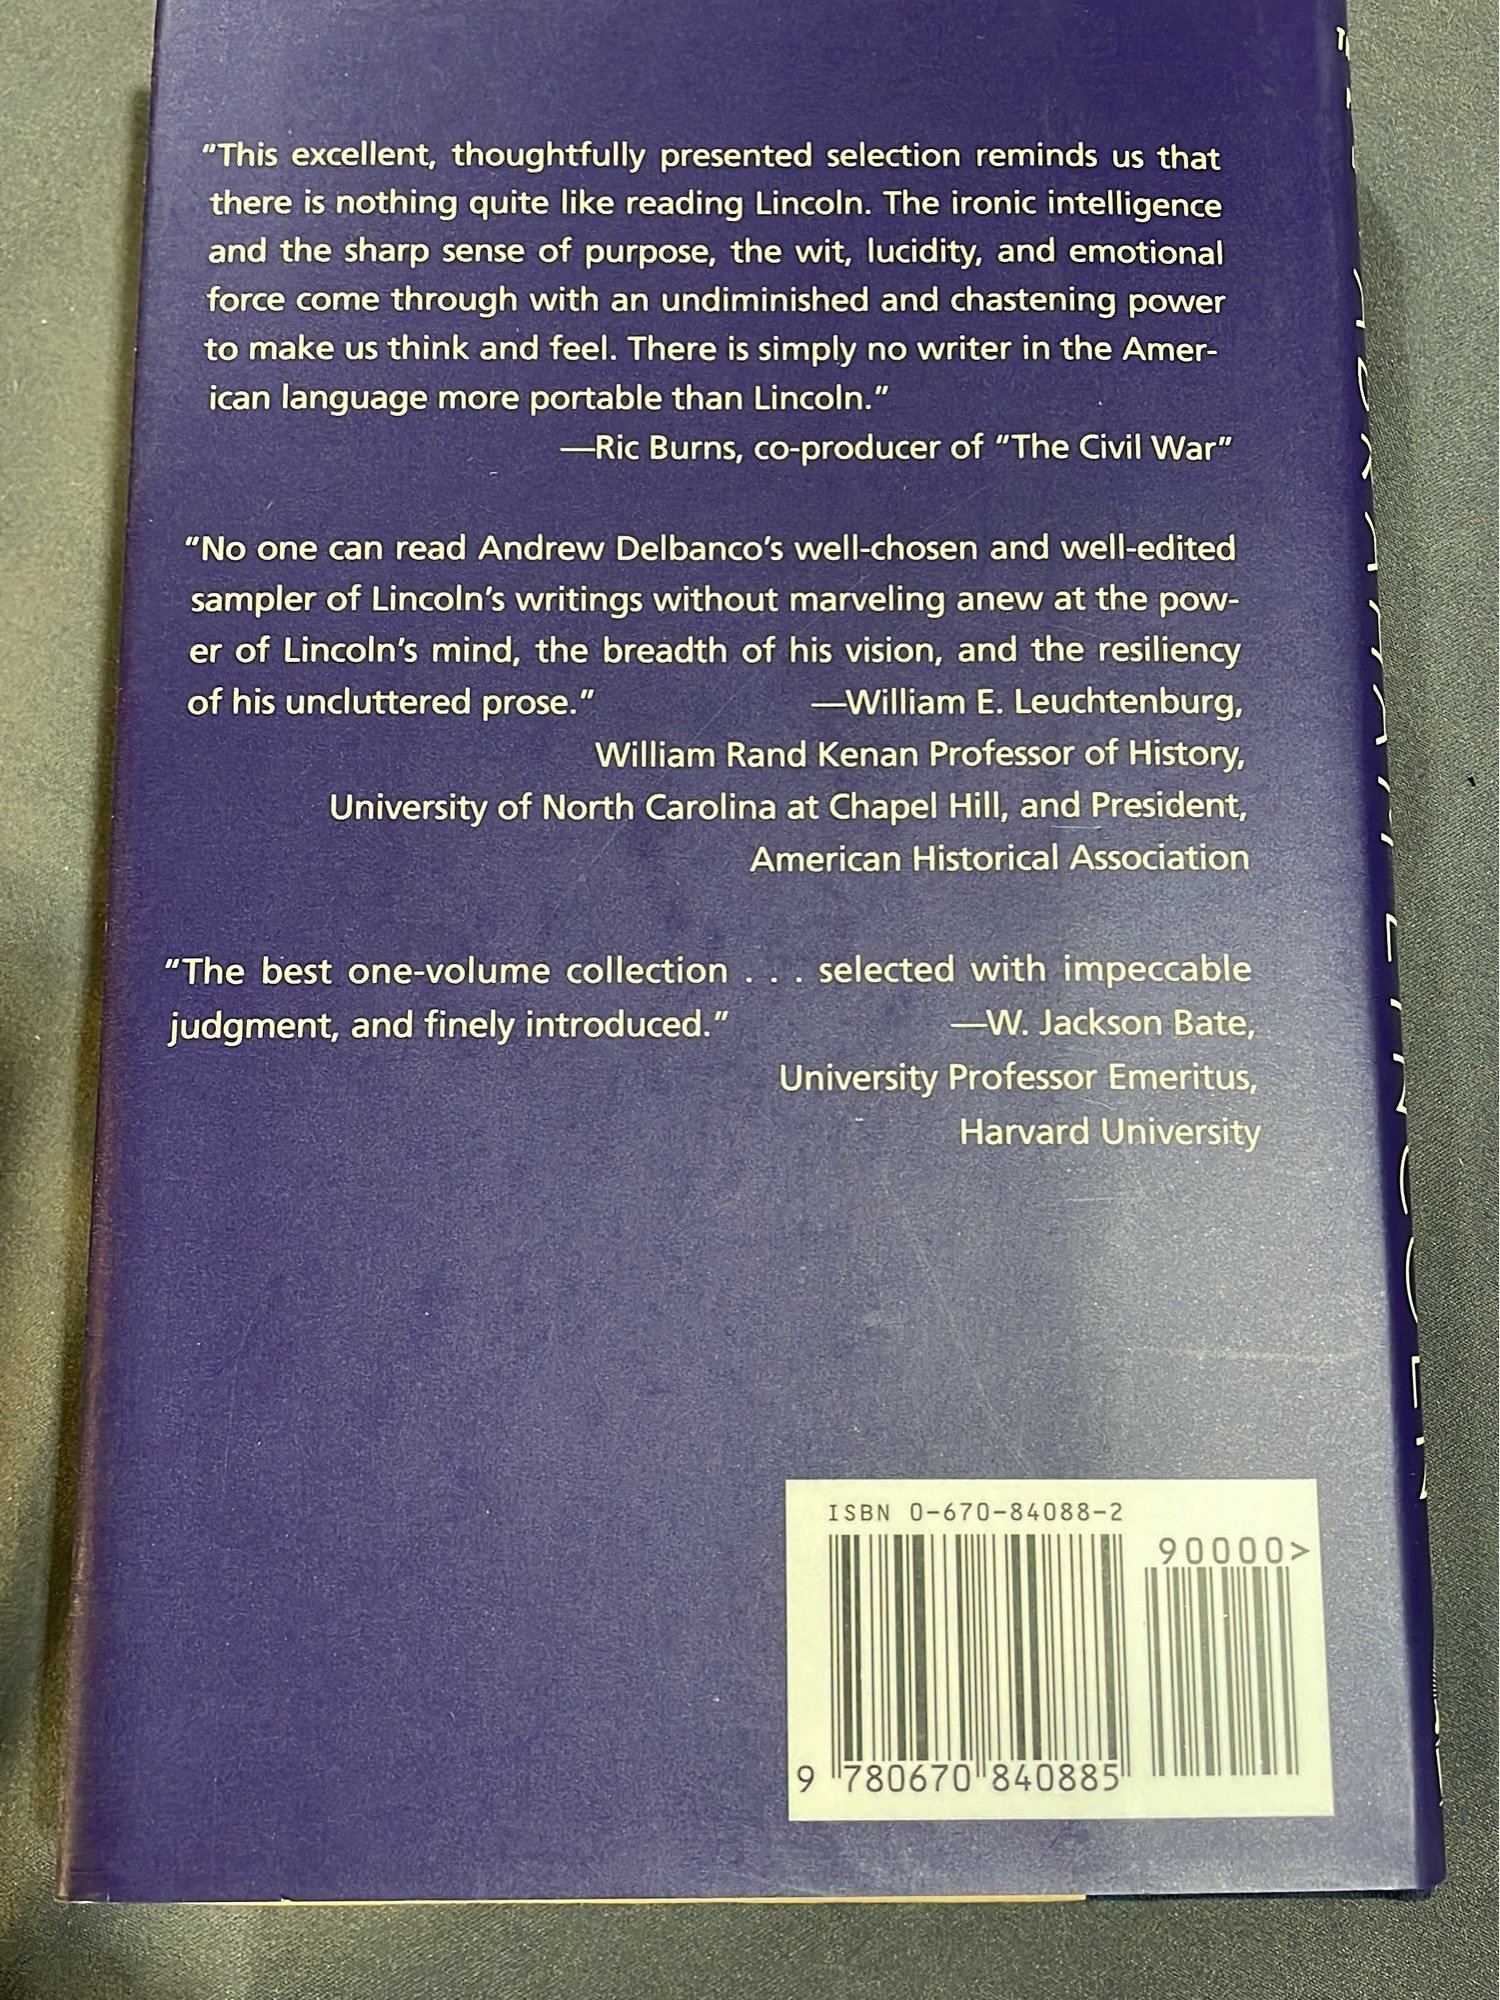 "This excellent, thoughtfully presented selection reminds us that
there is nothing quite like reading Lincoln. The ironic intelligence
and the sharp sense of purpose, the wit, lucidity, and emotional
force come through with an undiminished and chastening power
to make us think and feel. There is simply no writer in the Amer-
ican language more portable than Lincoln."
—Ric Burns, co-producer of "The Civil War"
"No one can read Andrew Delbanco's well-chosen and well-edited
sampler of Lincoln's writings without marveling anew at the pow-
er of Lincoln's mind, the breadth of his vision, and the resiliency
of his uncluttered prose." —William E. Leuchtenburg,
William Rand Kenan Professor of History,
University of North Carolina at Chapel Hill, and President,
American Historical Association
"The best one-volume collection . . . selected with impeccable
judgment, and finely introduced." —W. Jackson Bate,
University Professor Emeritus,
Harvard University
ISBN 0-670-84088-2
90000>
9 780670 840885
ABRAHAM LINCOLN